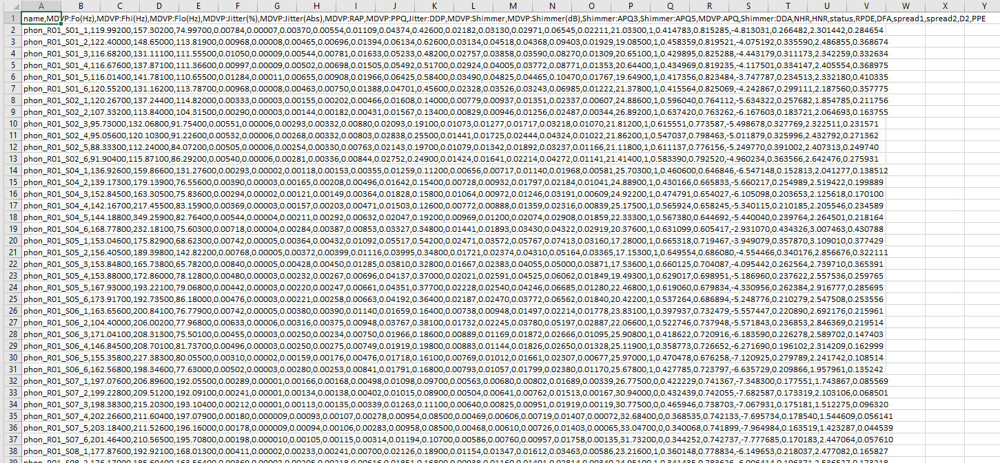 A B C D E F G H I J K L M N O P Q R S T U V W X Y
1 name,MDVP:Fo(Hz),MDVP:Fhi(Hz),MDVP:Flo(Hz),MDVP:Jitter(%),MDVP:Jitter(Abs),MDVP:RAP,MDVP:PPQ,Jitter:DDP,MDVP:Shimmer,MDVP:Shimmer(dB),Shimmer:APQ3,Shimmer:APQ5,MDVP:APQ,Shimmer:DDA,NHR,HNR,status,RPDE,DFA,spread1,spread2,D2,PPE
2 phon_R01_S01_1,119.99200,157.30200,74.99700,0.00784,0.00007,0.00370,0.00554,0.01109,0.04374,0.42600,0.02182,0.03130,0.02971,0.06545,0.02211,21.03300,1,0.414783,0.815285,-4.813031,0.266482,2.301442,0.284654
3 phon_R01_S01_2,122.40000,148.65000,113.81900,0.00968,0.00008,0.00465,0.00696,0.01394,0.06134,0.62600,0.03134,0.04518,0.04368,0.09403,0.01929,19.08500,1,0.458359,0.819521,-4.075192,0.335590,2.486855,0.368674
4 phon_R01_S01_3,116.68200,131.11100,111.55500,0.01050,0.00009,0.00544,0.00781,0.01633,0.05233,0.48200,0.02757,0.03858,0.03590,0.08270,0.01309,20.65100,1,0.429895,0.825288,-4.443179,0.311173,2.342259,0.332634
5 phon_R01_S01_4,116.67600,137.87100,111.36600,0.00997,0.00009,0.00502,0.00698,0.01505,0.05492,0.51700,0.02924,0.04005,0.03772,0.08771,0.01353,20.64400,1,0.434969,0.819235,-4.117501,0.334147,2.405554,0.368975
6 phon_R01_S01_5,116.01400,141.78100,110.65500,0.01284,0.00011,0.00655,0.00908,0.01966,0.06425,0.58400,0.03490,0.04825,0.04465,0.10470,0.01767,19.64900,1,0.417356,0.823484,-3.747787,0.234513,2.332180,0.410335
7 phon_R01_S01_6,120.55200,131.16200,113.78700,0.00968,0.00008,0.00463,0.00750,0.01388,0.04701,0.45600,0.02328,0.03526,0.03243,0.06985,0.01222,21.37800,1,0.415564,0.825069,-4.242867,0.299111,2.187560,0.357775
8 phon_R01_S02_1,120.26700,137.24400,114.82000,0.00333,0.00003,0.00155,0.00202,0.00466,0.01608,0.14000,0.00779,0.00937,0.01351,0.02337,0.00607,24.88600,1,0.596040,0.764112,-5.634322,0.257682,1.854785,0.211756
9 phon_R01_S02_2,107.33200,113.84000,104.31500,0.00290,0.00003,0.00144,0.00182,0.00431,0.01567,0.13400,0.00829,0.00946,0.01256,0.02487,0.00344,26.89200,1,0.637420,0.763262,-6.167603,0.183721,2.064693,0.163755
10 phon_R01_S02_3,95.73000,132.06800,91.75400,0.00551,0.00006,0.00293,0.00332,0.00880,0.02093,0.19100,0.01073,0.01277,0.01717,0.03218,0.01070,21.81200,1,0.615551,0.773587,-5.498678,0.327769,2.322511,0.231571
11 phon_R01_S02_4,95.05600,120.10300,91.22600,0.00532,0.00006,0.00268,0.00332,0.00803,0.02838,0.25500,0.01441,0.01725,0.02444,0.04324,0.01022,21.86200,1,0.547037,0.798463,-5.011879,0.325996,2.432792,0.271362
12 phon_R01_S02_5,88.33300,112.24000,84.07200,0.00505,0.00006,0.00254,0.00330,0.00763,0.02143,0.19700,0.01079,0.01342,0.01892,0.03237,0.01166,21.11800,1,0.611137,0.776156,-5.249770,0.391002,2.407313,0.249740
13 phon_R01_S02_6,91.90400,115.87100,86.29200,0.00540,0.00006,0.00281,0.00336,0.00844,0.02752,0.24900,0.01424,0.01641,0.02214,0.04272,0.01141,21.41400,1,0.583390,0.792520,-4.960234,0.363566,2.642476,0.275931
14 phon_R01_S04_1,136.92600,159.86600,131.27600,0.00293,0.00002,0.00118,0.00153,0.00355,0.01259,0.11200,0.00656,0.00717,0.01140,0.01968,0.00581,25.70300,1,0.460600,0.646846,-6.547148,0.152813,2.041277,0.138512
15 phon_R01_S04_2,139.17300,179.13900,76.55600,0.00390,0.00003,0.00165,0.00208,0.00496,0.01642,0.15400,0.00728,0.00932,0.01797,0.02184,0.01041,24.88900,1,0.430166,0.665833,-5.660217,0.254989,2.519422,0.199889
16 phon_R01_S04_3,152.84500,163.30500,75.83600,0.00294,0.00002,0.00121,0.00149,0.00364,0.01828,0.15800,0.01064,0.00972,0.01246,0.03191,0.00609,24.92200,1,0.474791,0.654027,-6.105098,0.203653,2.125618,0.170100
17 phon_R01_S04_4,142.16700,217.45500,83.15900,0.00369,0.00003,0.00157,0.00203,0.00471,0.01503,0.12600,0.00772,0.00888,0.01359,0.02316,0.00839,25.17500,1,0.565924,0.658245,-5.340115,0.210185,2.205546,0.234589
18 phon_R01_S04_5,144.18800,349.25900,82.76400,0.00544,0.00004,0.00211,0.00292,0.00632,0.02047,0.19200,0.00969,0.01200,0.02074,0.02908,0.01859,22.33300,1,0.567380,0.644692,-5.440040,0.239764,2.264501,0.218164
19 phon_R01_S04_6,168.77800,232.18100,75.60300,0.00718,0.00004,0.00284,0.00387,0.00853,0.03327,0.34800,0.01441,0.01893,0.03430,0.04322,0.02919,20.37600,1,0.631099,0.605417,-2.931070,0.434326,3.007463,0.430788
20 phon_R01_S05_1,153.04600,175.82900,68.62300,0.00742,0.00005,0.00364,0.00432,0.01092,0.05517,0.54200,0.02471,0.03572,0.05767,0.07413,0.03160,17.28000,1,0.665318,0.719467,-3.949079,0.357870,3.109010,0.377429
21 phon_R01_S05_2,156.40500,189.39800,142.82200,0.00768,0.00005,0.00372,0.00399,0.01116,0.03995,0.34800,0.01721,0.02374,0.04310,0.05164,0.03365,17.15300,1,0.649554,0.686080,-4.554466,0.340176,2.856676,0.322111
22 phon_R01_S05_3,153.84800,165.73800,65.78200,0.00840,0.00005,0.00428,0.00450,0.01285,0.03810,0.32800,0.01667,0.02383,0.04055,0.05000,0.03871,17.53600,1,0.660125,0.704087,-4.095442,0.262564,2.739710,0.365391
23 phon_R01_S05_4,153.88000,172.86000,78.12800,0.00480,0.00003,0.00232,0.00267,0.00696,0.04137,0.37000,0.02021,0.02591,0.04525,0.06062,0.01849,19.49300,1,0.629017,0.698951,-5.186960,0.237622,2.557536,0.259765
24 phon_R01_S05_5,167.93000,193.22100,79.06800,0.00442,0.00003,0.00220,0.00247,0.00661,0.04351,0.37700,0.02228,0.02540,0.04246,0.06685,0.01280,22.46800,1,0.619060,0.679834,-4.330956,0.262384,2.916777,0.285695
25 phon_R01_S05_6,173.91700,192.73500,86.18000,0.00476,0.00003,0.00221,0.00258,0.00663,0.04192,0.36400,0.02187,0.02470,0.03772,0.06562,0.01840,20.42200,1,0.537264,0.686894,-5.248776,0.210279,2.547508,0.253556
26 phon_R01_S06_1,163.65600,200.84100,76.77900,0.00742,0.00005,0.00380,0.00390,0.01140,0.01659,0.16400,0.00738,0.00948,0.01497,0.02214,0.01778,23.83100,1,0.397937,0.732479,-5.557447,0.220890,2.692176,0.215961
27 phon_R01_S06_2,104.40000,206.00200,77.96800,0.00633,0.00006,0.00316,0.00375,0.00948,0.03767,0.38100,0.01732,0.02245,0.03780,0.05197,0.02887,22.06600,1,0.522746,0.737948,-5.571843,0.236853,2.846369,0.219514
28 phon_R01_S06_3,171.04100,208.31300,75.50100,0.00455,0.00003,0.00250,0.00234,0.00750,0.01966,0.18600,0.00889,0.01169,0.01872,0.02666,0.01095,25.90800,1,0.418622,0.720916,-6.183590,0.226278,2.589702,0.147403
29 phon_R01_S06_4,146.84500,208.70100,81.73700,0.00496,0.00003,0.00250,0.00275,0.00749,0.01919,0.19800,0.00883,0.01144,0.01826,0.02650,0.01328,25.11900,1,0.358773,0.726652,-6.271690,0.196102,2.314209,0.162999
30 phon_R01_S06_5,155.35800,227.38300,80.05500,0.00310,0.00002,0.00159,0.00176,0.00476,0.01718,0.16100,0.00769,0.01012,0.01661,0.02307,0.00677,25.97000,1,0.470478,0.676258,-7.120925,0.279789,2.241742,0.108514
31 phon_R01_S06_6,162.56800,198.34600,77.63000,0.00502,0.00003,0.00280,0.00253,0.00841,0.01791,0.16800,0.00793,0.01057,0.01799,0.02380,0.01170,25.67800,1,0.427785,0.723797,-6.635729,0.209866,1.957961,0.135242
32 phon_R01_S07_1,197.07600,206.89600,192.05500,0.00289,0.00001,0.00166,0.00168,0.00498,0.01098,0.09700,0.00563,0.00680,0.00802,0.01689,0.00339,26.77500,0,0.422229,0.741367,-7.348300,0.177551,1.743867,0.085569
33 phon_R01_S07_2,199.22800,209.51200,192.09100,0.00241,0.00001,0.00134,0.00138,0.00402,0.01015,0.08900,0.00504,0.00641,0.00762,0.01513,0.00167,30.94000,0,0.432439,0.742055,-7.682587,0.173319,2.103106,0.068501
34 phon_R01_S07_3,198.38300,215.20300,193.10400,0.00212,0.00001,0.00113,0.00135,0.00339,0.01263,0.11100,0.00640,0.00825,0.00951,0.01919,0.00119,30.77500,0,0.465946,0.738703,-7.067931,0.175181,1.512275,0.096320
35 phon_R01_S07_4,202.26600,211.60400,197.07900,0.00180,0.000009,0.00093,0.00107,0.00278,0.00954,0.08500,0.00469,0.00606,0.00719,0.01407,0.00072,32.68400,0,0.368535,0.742133,-7.695734,0.178540,1.544609,0.056141
36 phon_R01_S07_5,203.18400,211.52600,196.16000,0.00178,0.000009,0.00094,0.00106,0.00283,0.00958,0.08500,0.00468,0.00610,0.00726,0.01403,0.00065,33.04700,0,0.340068,0.741899,-7.964984,0.163519,1.423287,0.044539
37 phon_R01_S07_6,201.46400,210.56500,195.70800,0.00198,0.000010,0.00105,0.00115,0.00314,0.01194,0.10700,0.00586,0.00760,0.00957,0.01758,0.00135,31.73200,0,0.344252,0.742737,-7.777685,0.170183,2.447064,0.057610
38 phon_R01_S08_1,177.87600,192.92100,168.01300,0.00411,0.00002,0.00233,0.00241,0.00700,0.02126,0.18900,0.01154,0.01347,0.01612,0.03463,0.00586,23.21600,1,0.360148,0.778834,-6.149653,0.218037,2.477082,0.165827